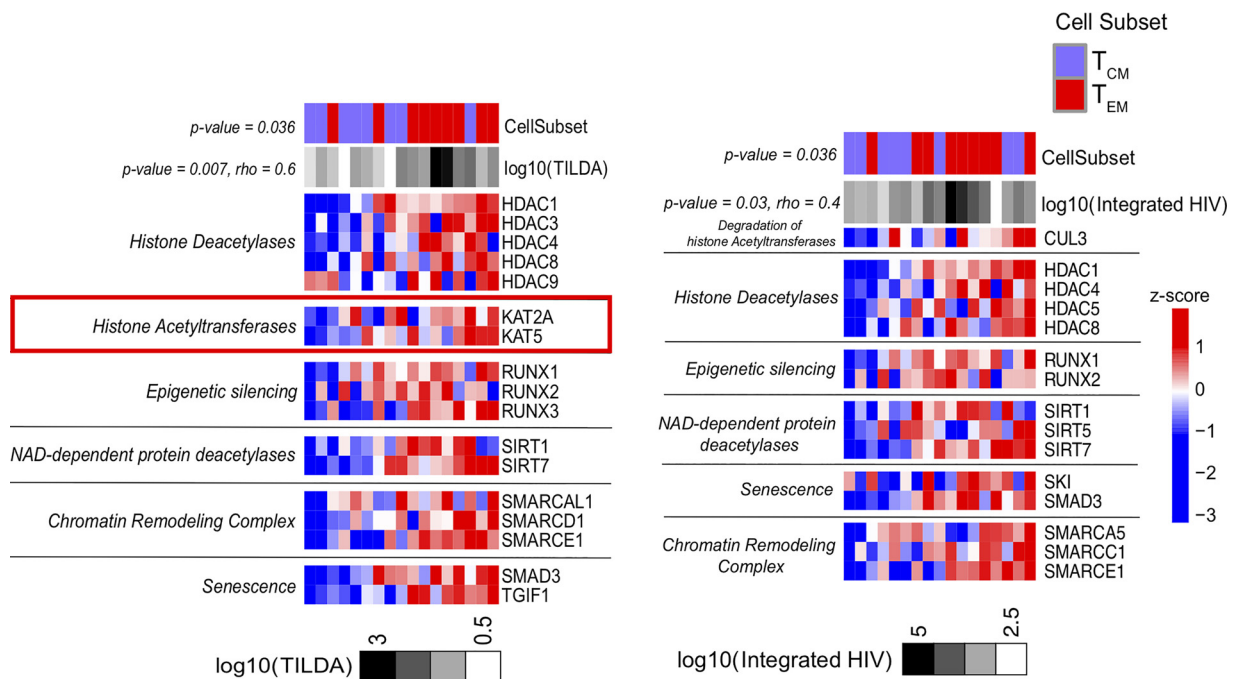 Cell Subset
TCM
TEM
p-value = 0.036
CellSubset
p-value = 0.007, rho = 0.6
log10(TILDA)
Histone Deacetylases
HDAC1
HDAC3
HDAC4
HDAC8
HDAC9
Histone Acetyltransferases
KAT2A
KAT5
Epigenetic silencing
RUNX1
RUNX2
RUNX3
NAD-dependent protein deacetylases
SIRT1
SIRT7
Chromatin Remodeling Complex
SMARCAL1
SMARCD1
SMARCE1
Senescence
SMAD3
TGIF1
log10(TILDA)
3
0.5
p-value = 0.036
CellSubset
p-value = 0.03, rho = 0.4
log10(Integrated HIV)
Degradation of
histone Acetyltransferases
CUL3
Histone Deacetylases
HDAC1
HDAC4
HDAC5
HDAC8
Epigenetic silencing
RUNX1
RUNX2
NAD-dependent protein
deacetylases
SIRT1
SIRT5
SIRT7
Senescence
SKI
SMAD3
Chromatin Remodeling
Complex
SMARCA5
SMARCC1
SMARCE1
log10(Integrated HIV)
5
2.5
z-score
1
0
−1
−2
−3